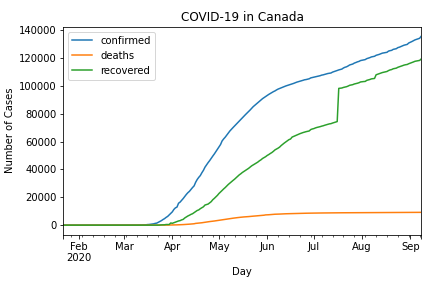 COVID-19 in Canada
140000
120000
100000
80000
60000
40000
20000
0
Number of Cases
confirmed
deaths
recovered
Feb Mar Apr May Jun Jul Aug Sep
2020
Day